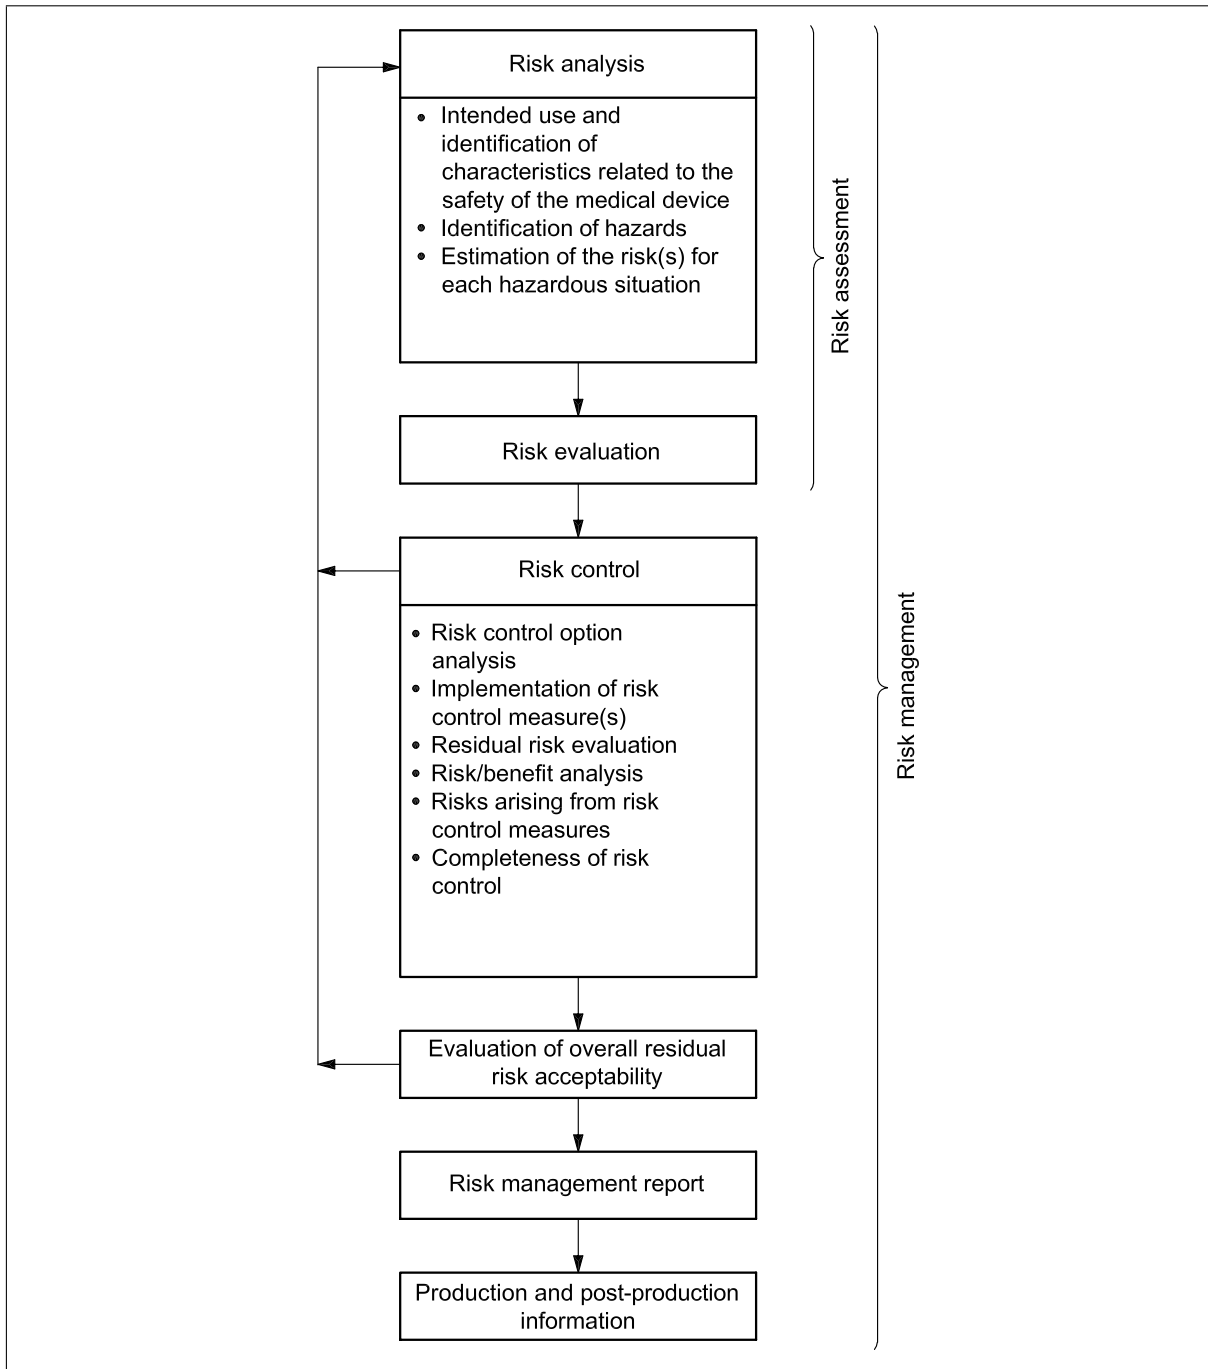 Risk analysis
• Intended use and
identification of
characteristics related to the
safety of the medical device
• Identification of hazards
• Estimation of the risk(s) for
each hazardous situation
Risk evaluation
Risk control
• Risk control option
analysis
• Implementation of risk
control measure(s)
• Residual risk evaluation
• Risk/benefit analysis
• Risks arising from risk
control measures
• Completeness of risk
control
Evaluation of overall residual
risk acceptability
Risk management report
Production and post-production
information
Risk assessment
Risk management